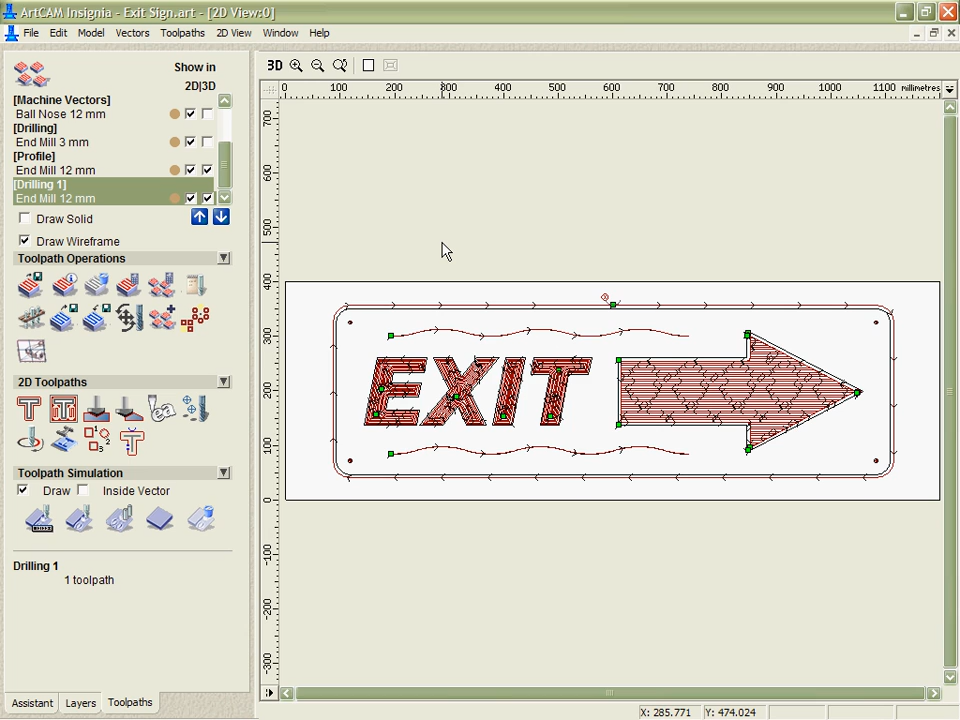 ArtCAM Insignia - Exit Sign.art - [2D View:0]
File Edit Model Vectors Toolpaths 2D View Window Help
Show in
2D|3D
[Machine Vectors]
Ball Nose 12 mm
[Drilling]
End Mill 3 mm
[Profile]
End Mill 12 mm
[Drilling 1]
End Mill 12 mm
Draw Solid
Draw Wireframe
Toolpath Operations
2D Toolpaths
Toolpath Simulation
Draw Inside Vector
Drilling 1
1 toolpath
Assistant Layers Toolpaths
3D
0 100 200 300 400 500 600 700 800 900 1000 1100 millimetres
700
600
500
400
300
200
100
0
-100
-200
-300
EXIT
X: 285.771 Y: 474.024